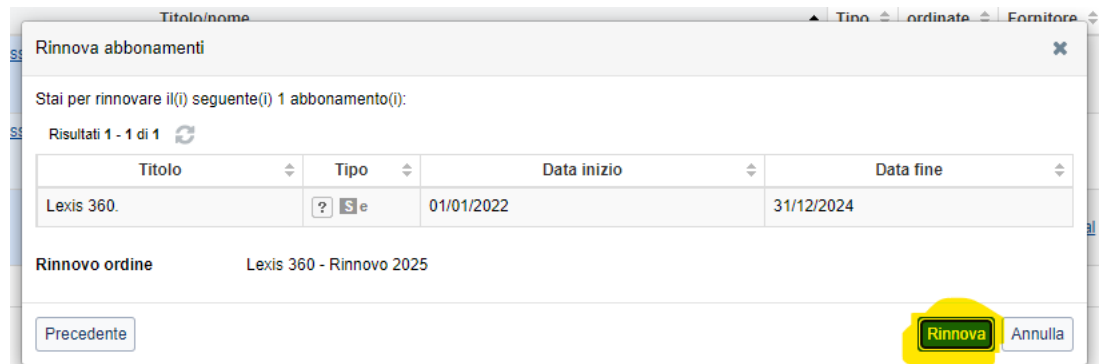 Titolo/nome Tipo ordinate Fornitore
Rinnova abbonamenti
Stai per rinnovare il(i) seguente(i) 1 abbonamento(i):
Risultati 1 - 1 di 1
Titolo Tipo Data inizio Data fine
Lexis 360. ? S e 01/01/2022 31/12/2024
Rinnovo ordine Lexis 360 - Rinnovo 2025
Precedente Rinnova Annulla